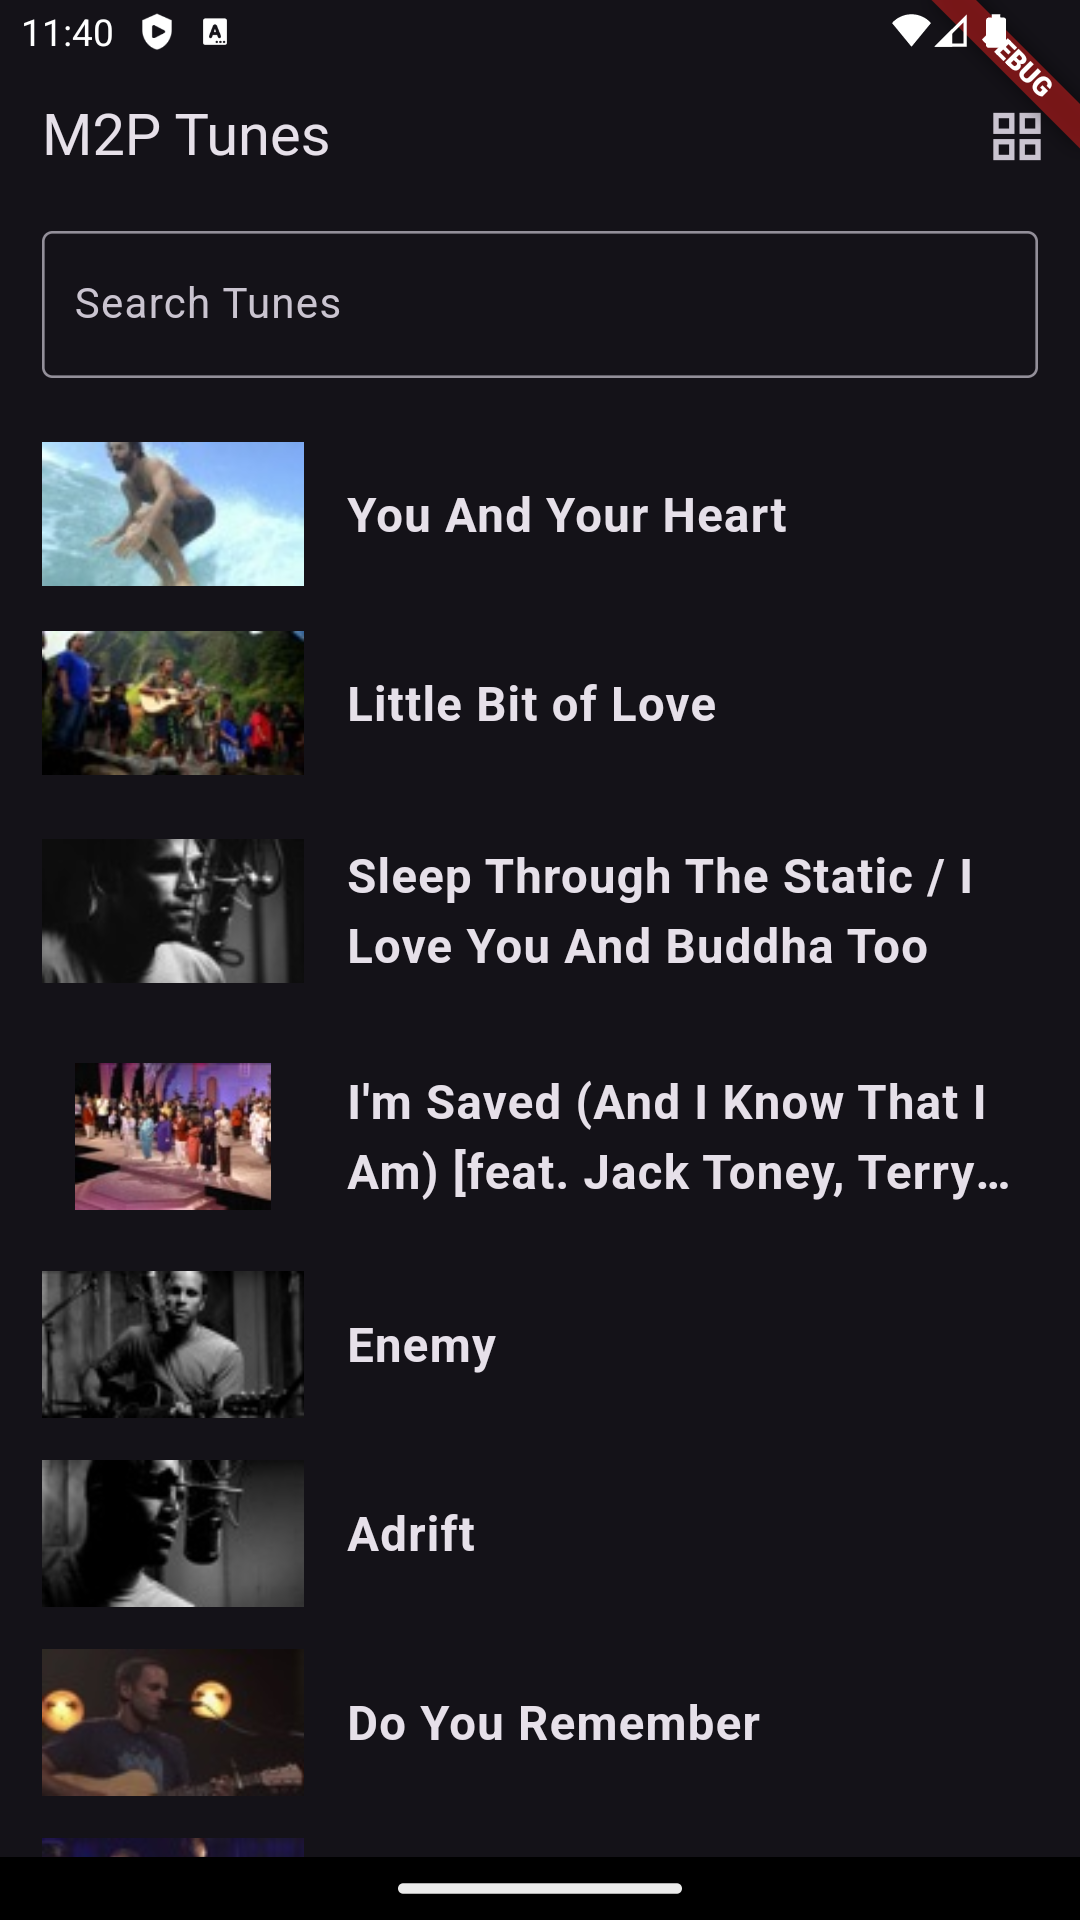 11:40
DEBUG
M2P Tunes
Search Tunes
You And Your Heart
Little Bit of Love
Sleep Through The Static / I
Love You And Buddha Too
I'm Saved (And I Know That I
Am) [feat. Jack Toney, Terry…
Enemy
Adrift
Do You Remember